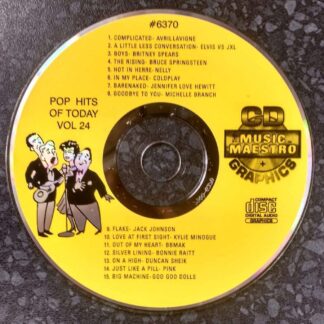 #6370
1. COMPLICATED- AVRILLAVIGNE
2. A LITTLE LESS CONVERSATION- ELVIS VS JXL
3. BOYS- BRITNEY SPEARS
4. THE RISING- BRUCE SPRINGSTEEN
5. HOT IN HERRE- NELLY
6. IN MY PLACE- COLDPLAY
7. BARENAKED- JENNIFER LOVE HEWITT
8. GOODBYE TO YOU- MICHELLE BRANCH
POP HITS
OF TODAY
VOL 24
CD
MUSIC
MAESTRO
+
GRAPHICS
COMPACT
disc
DIGITAL AUDIO
GRAPHICS
9. FLAKE- JACK JOHNSON
10. LOVE AT FIRST SIGHT- KYLIE MINOGUE
11. OUT OF MY HEART- BBMAK
12. SILVER LINING- BONNIE RAITT
13. ON A HIGH- DUNCAN SHEIK
14. JUST LIKE A PILL- PINK
15. BIG MACHINE- GOO GOO DOLLS